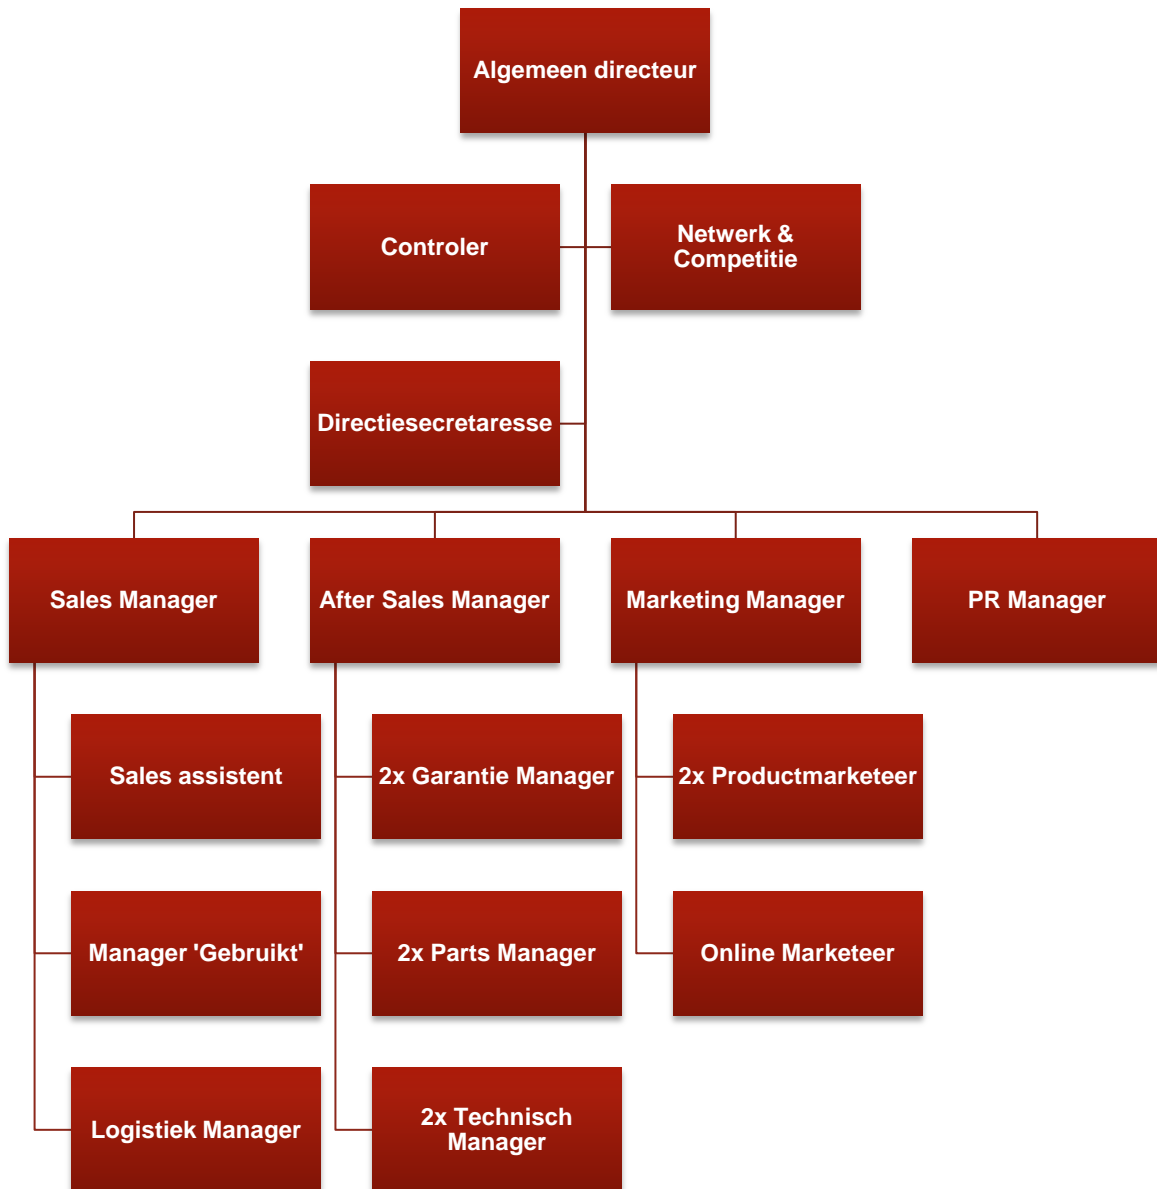 Algemeen directeur
Controler
Netwerk &
Competitie
Directiesecretaresse
Sales Manager
After Sales Manager
Marketing Manager
PR Manager
Sales assistent
2x Garantie Manager
2x Productmarketeer
Manager 'Gebruikt'
2x Parts Manager
Online Marketeer
Logistiek Manager
2x Technisch
Manager